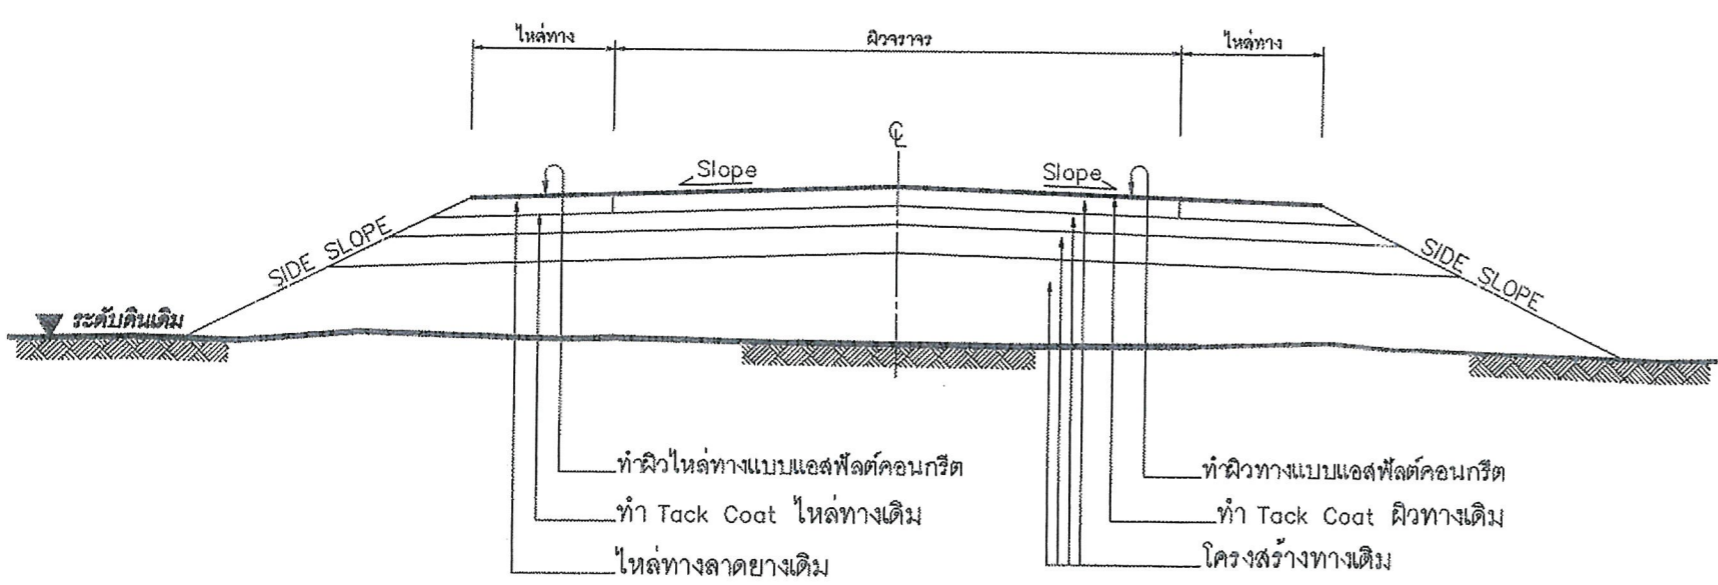 ไหล่ทาง ผิวจราจร ไหล่ทาง
℄
Slope Slope
SIDE SLOPE SIDE SLOPE
ระดับดินเดิม
ทำผิวไหล่ทางแบบแอสฟัลต์คอนกรีต
ทำ Tack Coat ไหล่ทางเดิม
ไหล่ทางลาดยางเดิม
ทำผิวทางแบบแอสฟัลต์คอนกรีต
ทำ Tack Coat ผิวทางเดิม
โครงสร้างทางเดิม